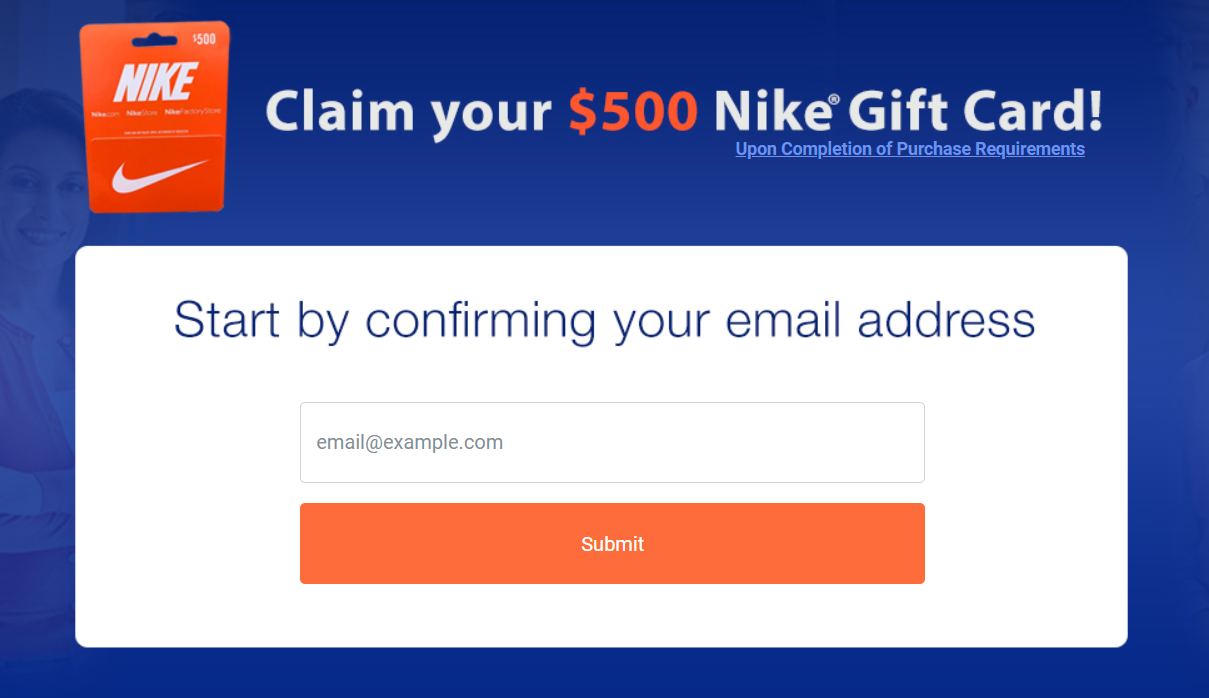 $500
NIKE
Nike.com NikeStore NikeFactoryStore
Claim your $500 Nike® Gift Card!
Upon Completion of Purchase Requirements
Start by confirming your email address
email@example.com
Submit